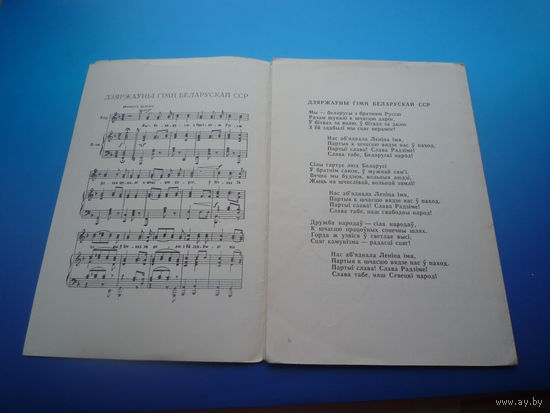 ДЗЯРЖАЎНЫ ГІМН БЕЛАРУСКАЙ ССР
ДЗЯРЖАЎНЫ ГІМН БЕЛАРУСКАЙ ССР
Мы — беларусы з братняю Руссю
Разам шукалі к шчасцю дарог.
У бітвах за волю, ў бітвах за долю
З ёй здабылі мы сцяг перамог!
Нас аб'яднала Леніна імя,
Партыя к шчасцю вядзе нас ў паход.
Партыі слава! Слава Радзіме!
Слава табе, Беларускі народ!
Сілы гартуе люд Беларусі
У братнім саюзе, ў мужнай сям'і.
Вечна мы будзем, вольныя людзі,
Жыць на шчаслівай, вольнай зямлі!
Нас аб'яднала Леніна імя,
Партыя к шчасцю вядзе нас ў паход.
Партыі слава! Слава Радзіме!
Слава табе, наш свабодны народ!
Дружба народаў — сіла народаў,
К шчасцю працоўных сонечны шлях.
Горда ж узвіся ў светлыя высі,
Сцяг камунізма — радасці сцяг!
Нас аб'яднала Леніна імя,
Партыя к шчасцю вядзе нас ў паход.
Партыі слава! Слава Радзіме!
Слава табе, наш Савецкі народ!
www.ay.by